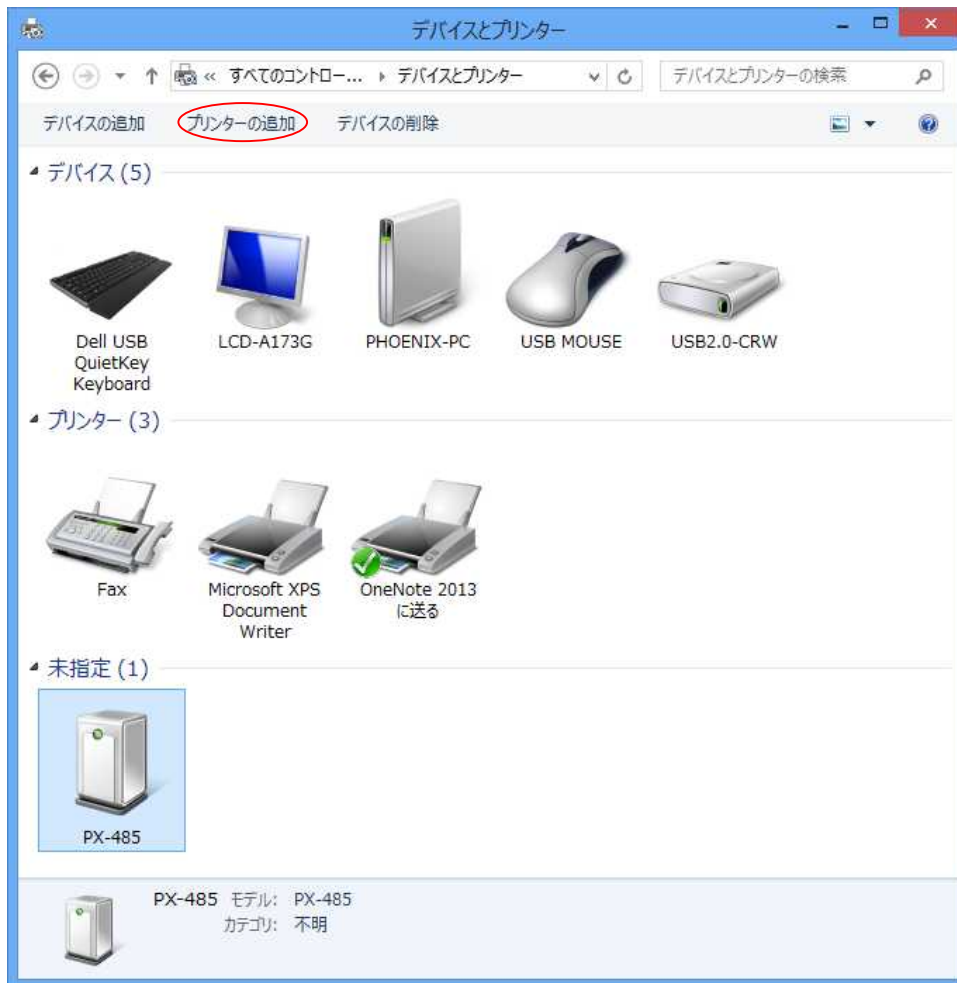 デバイスとプリンター
« すべてのコントロー... デバイスとプリンター デバイスとプリンターの検索
デバイスの追加 プリンターの追加 デバイスの削除
デバイス (5)
Dell USB
QuietKey
Keyboard
LCD-A173G
PHOENIX-PC
USB MOUSE
USB2.0-CRW
プリンター (3)
Fax
Microsoft XPS
Document
Writer
OneNote 2013
に送る
未指定 (1)
PX-485
PX-485 モデル: PX-485
カテゴリ: 不明